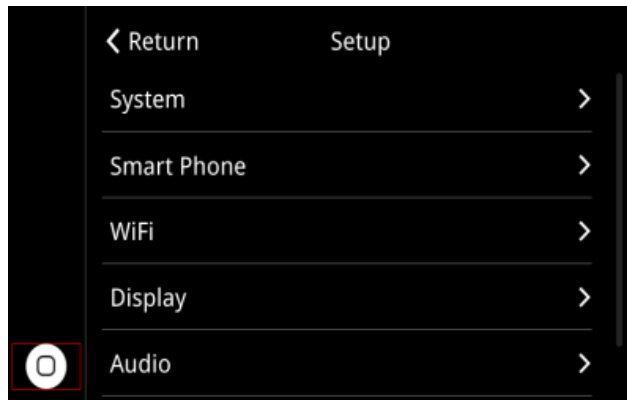 Return
Setup
System
Smart Phone
WiFi
Display
Audio